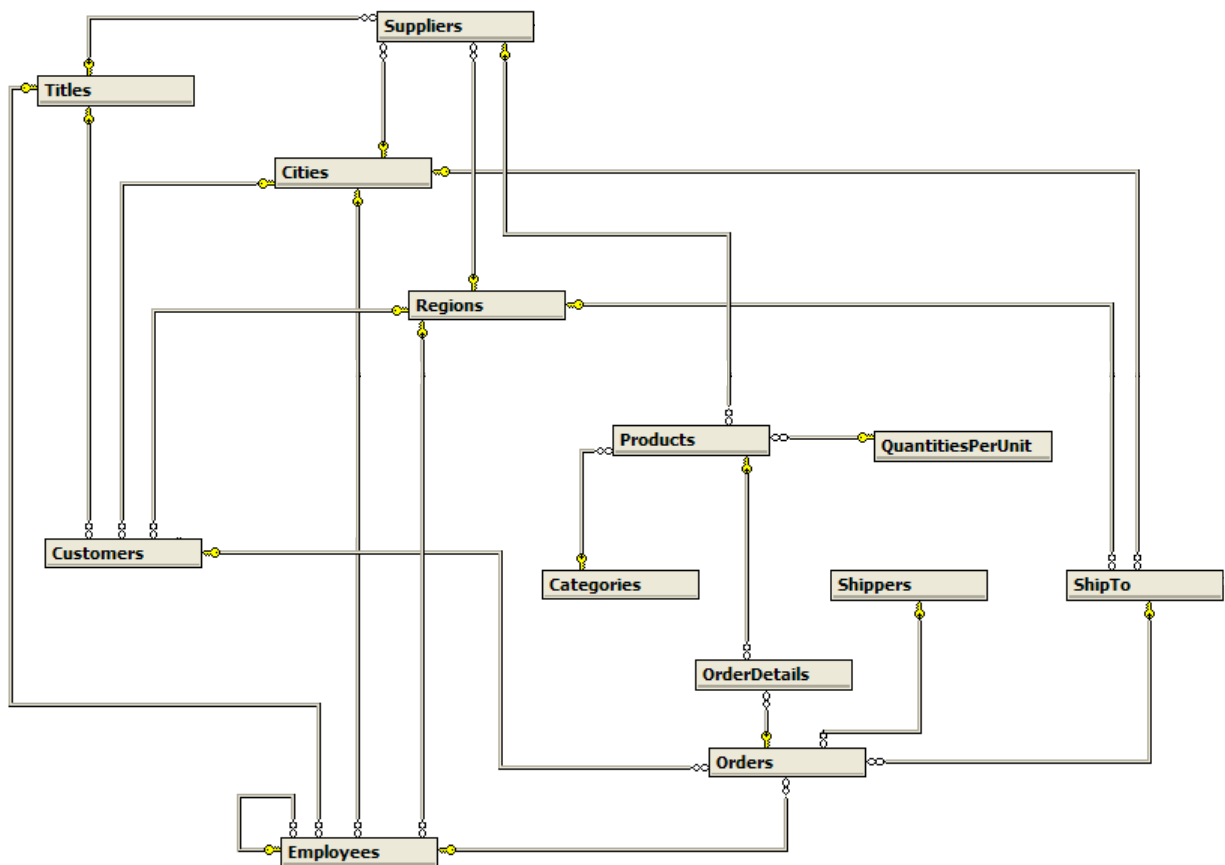 Suppliers
Titles
Cities
Regions
Products
QuantitiesPerUnit
Customers
Categories
Shippers
ShipTo
OrderDetails
Orders
Employees